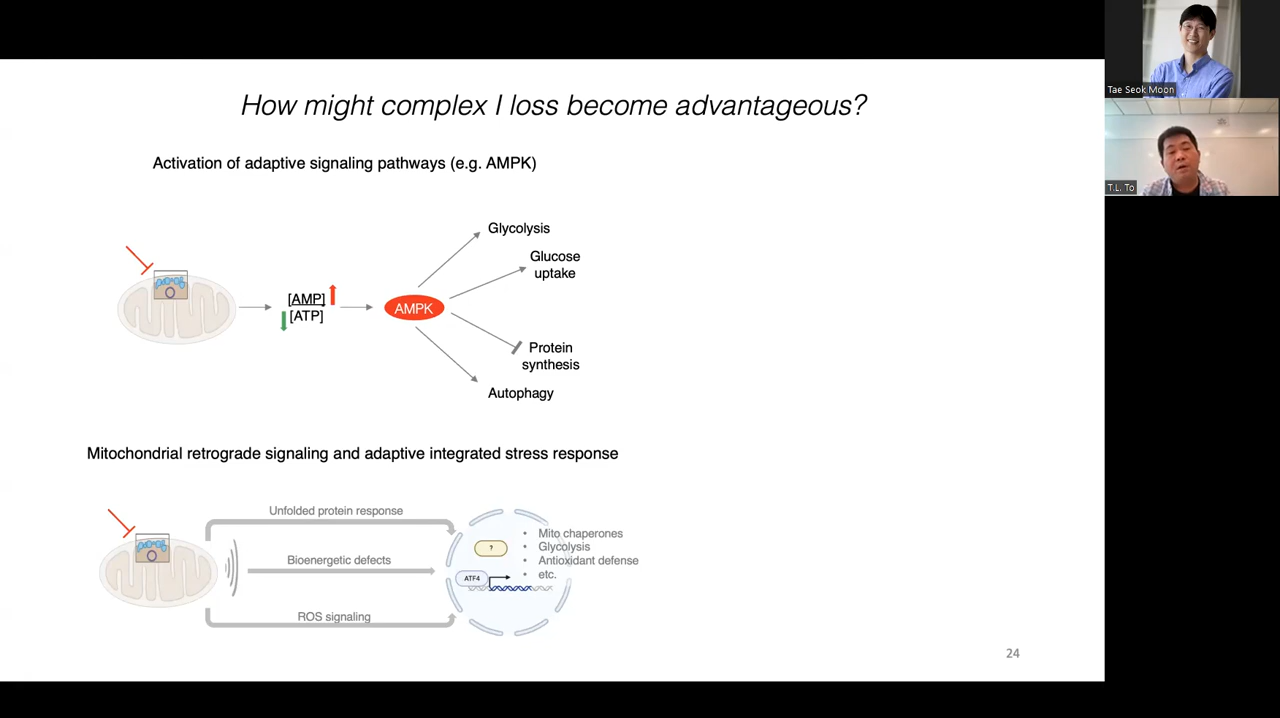 How might complex I loss become advantageous?
Activation of adaptive signaling pathways (e.g. AMPK)
[AMP]
[ATP]
AMPK
Glycolysis
Glucose
uptake
Protein
synthesis
Autophagy
Mitochondrial retrograde signaling and adaptive integrated stress response
Unfolded protein response
Bioenergetic defects
ROS signaling
?
ATF4
• Mito chaperones
• Glycolysis
• Antioxidant defense
• etc.
24
Tae Seok Moon
T.L. To